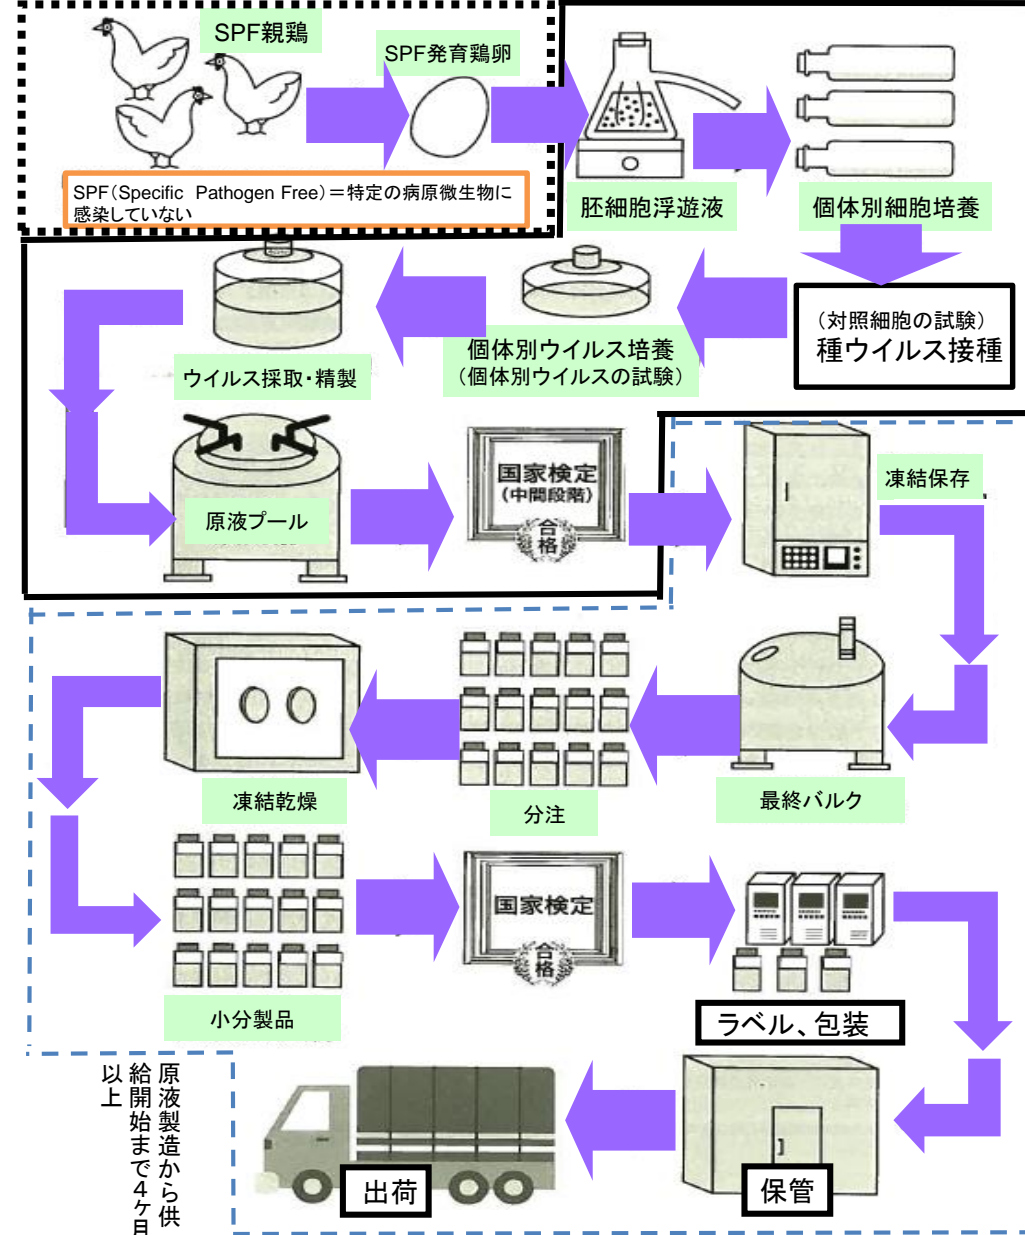 SPF親鶏
SPF発育鶏卵
SPF(Specific Pathogen Free)=特定の病原微生物に
感染していない
胚細胞浮遊液
個体別細胞培養
(対照細胞の試験)
種ウイルス接種
個体別ウイルス培養
(個体別ウイルスの試験)
ウイルス採取・精製
原液プール
国家検定
(中間段階)
合格
凍結保存
最終バルク
分注
凍結乾燥
小分製品
国家検定
合格
ラベル、包装
保管
出荷
原液製造から供
給開始まで4ケ月
以上